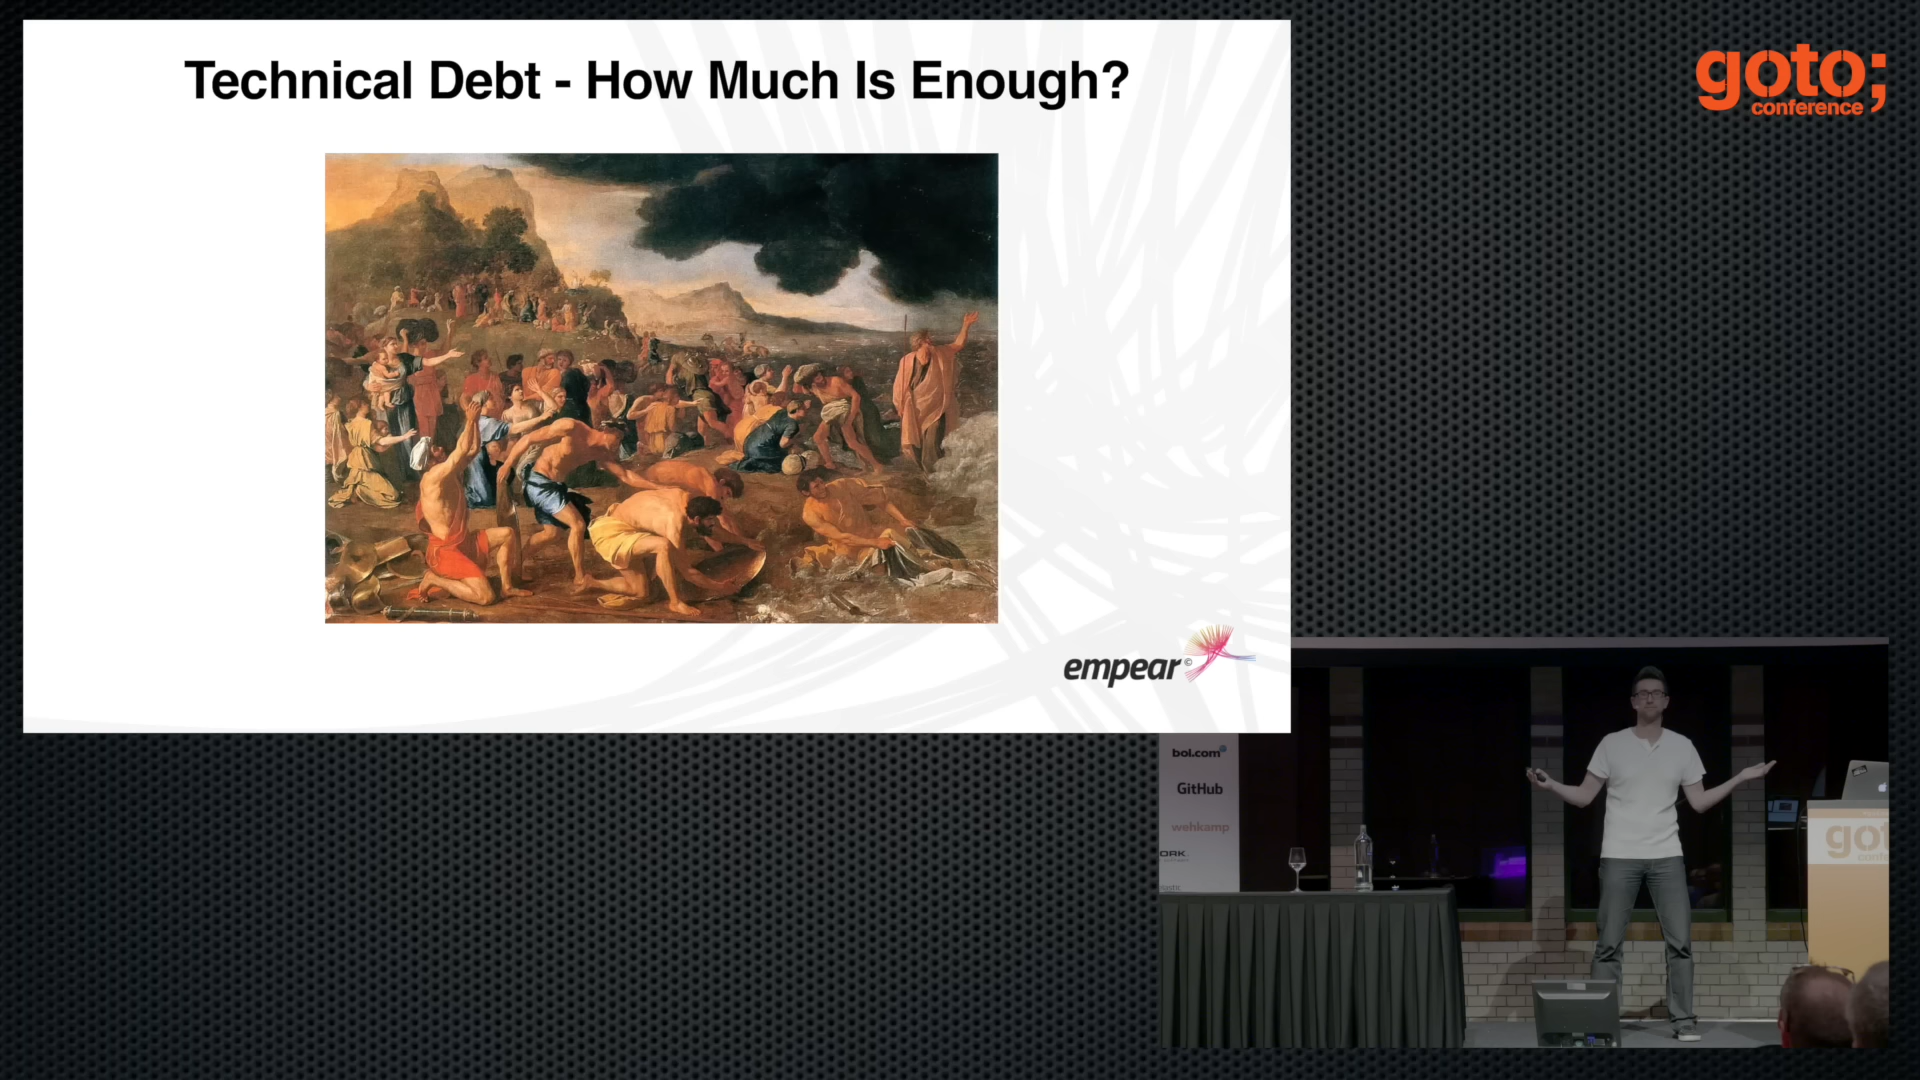 Technical Debt - How Much Is Enough?
goto;
conference
empear©
bol.com
GitHub
wehkamp